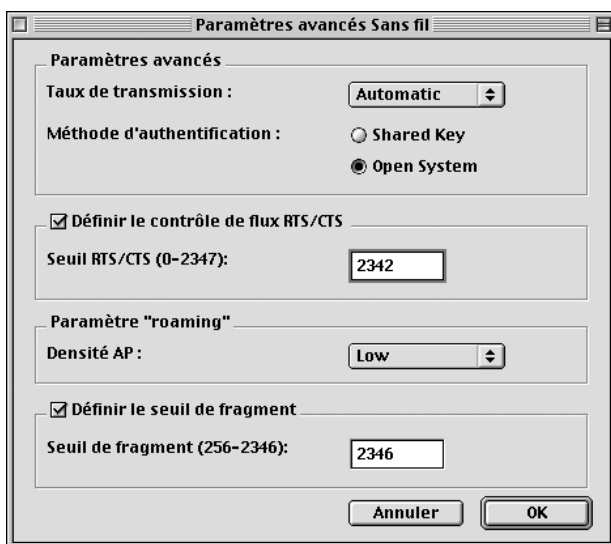 Paramètres avancés Sans fil
Paramètres avancés
Taux de transmission : Automatic
Méthode d'authentification : Shared Key
Open System
Définir le contrôle de flux RTS/CTS
Seuil RTS/CTS (0-2347): 2342
Paramètre "roaming"
Densité AP : Low
Définir le seuil de fragment
Seuil de fragment (256-2346): 2346
Annuler OK